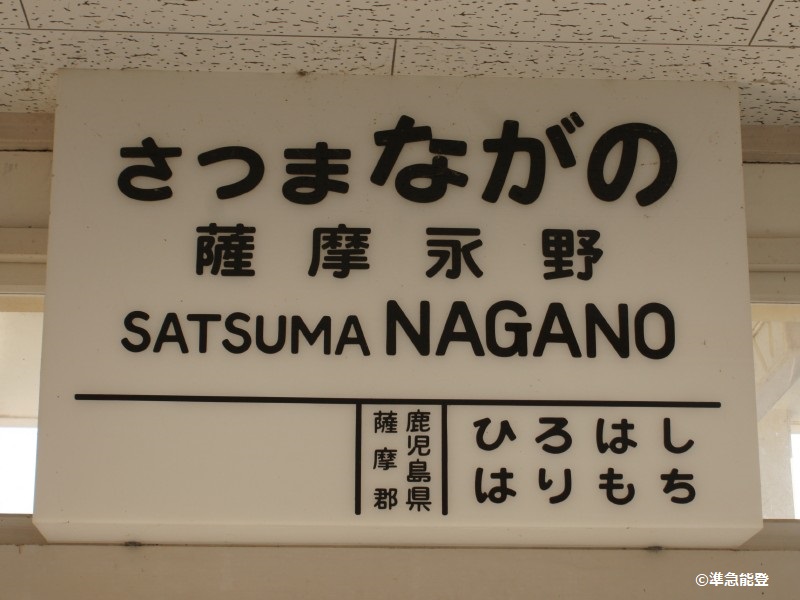 さつまながの
薩摩永野
SATSUMA NAGANO
鹿児島県
薩摩郡
ひろはし
はりもち
©準急能登